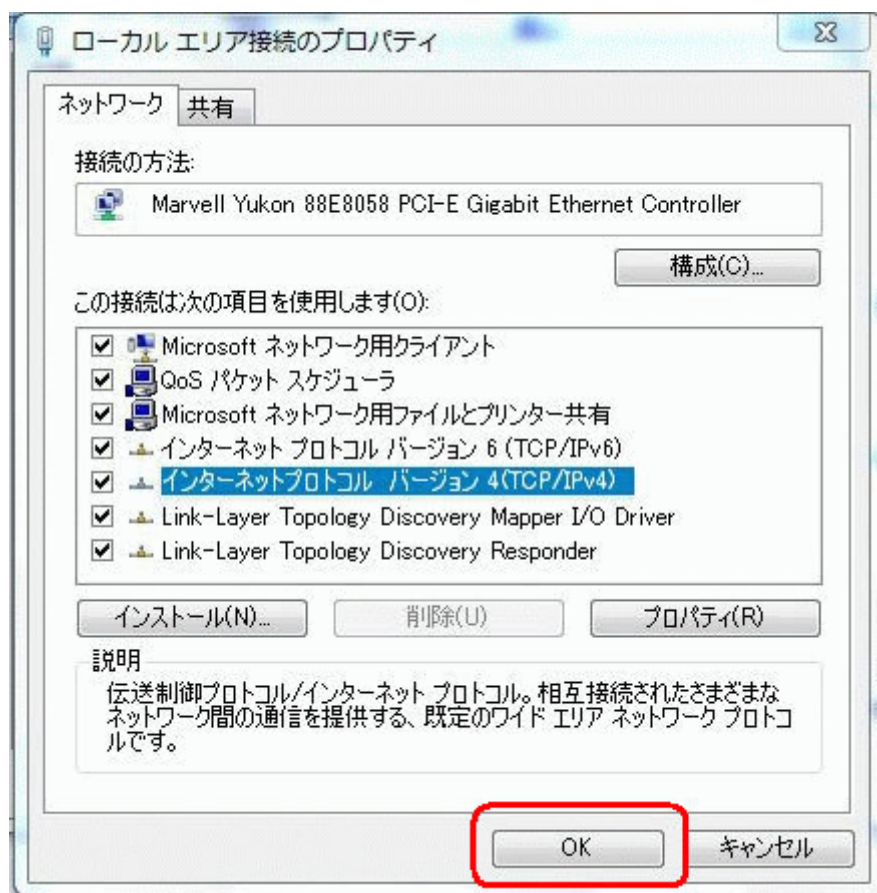 ローカル エリア接続のプロパティ
ネットワーク 共有
接続の方法:
Marvell Yukon 88E8058 PCI-E Gigabit Ethernet Controller
構成(C)...
この接続は次の項目を使用します(O):
Microsoft ネットワーク用クライアント
QoS パケット スケジューラ
Microsoft ネットワーク用ファイルとプリンター共有
インターネット プロトコル バージョン 6 (TCP/IPv6)
インターネットプロトコル バージョン 4(TCP/IPv4)
Link-Layer Topology Discovery Mapper I/O Driver
Link-Layer Topology Discovery Responder
インストール(N)... 削除(U) プロパティ(R)
説明
伝送制御プロトコル/インターネット プロトコル。相互接続されたさまざまな
ネットワーク間の通信を提供する、既定のワイド エリア ネットワーク プロトコ
ルです。
OK キャンセル